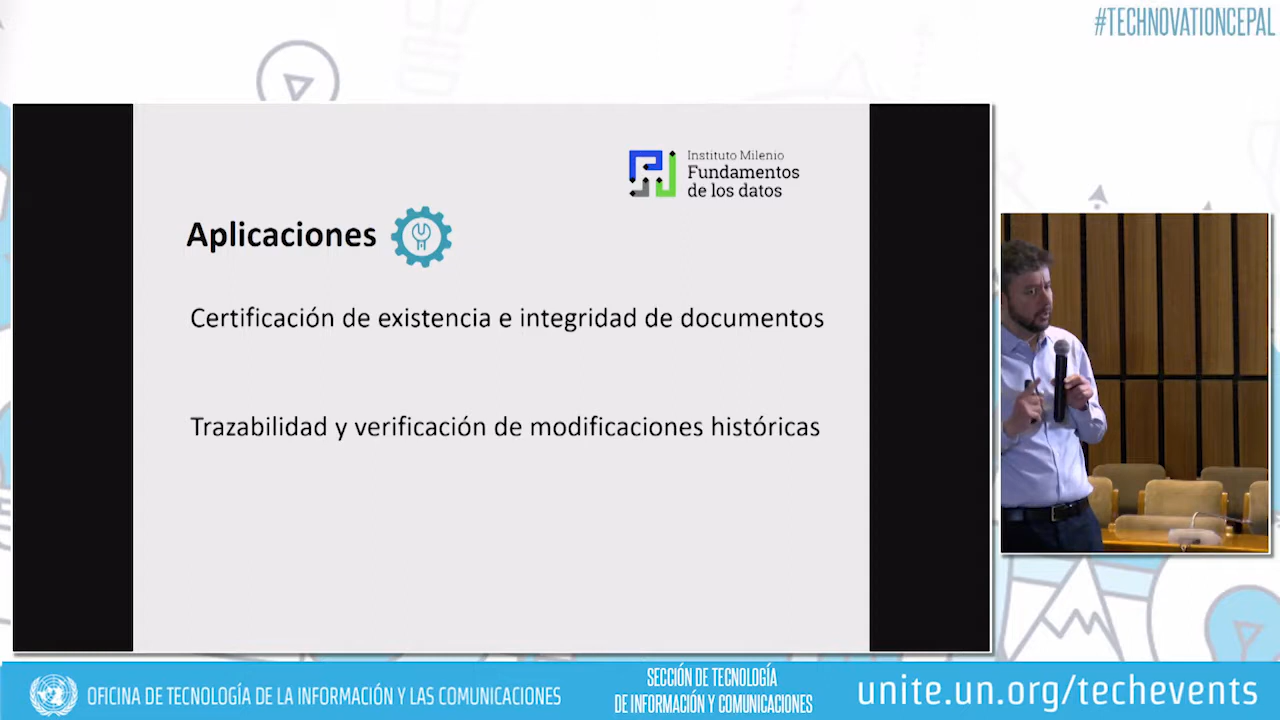 #TECHNOVATIONCEPAL
Instituto Milenio
Fundamentos
de los datos
Aplicaciones
Certificación de existencia e integridad de documentos
Trazabilidad y verificación de modificaciones históricas
OFICINA DE TECNOLOGÍA DE LA INFORMACIÓN Y LAS COMUNICACIONES
SECCIÓN DE TECNOLOGÍA
DE INFORMACIÓN Y COMUNICACIONES
unite.un.org/techevents